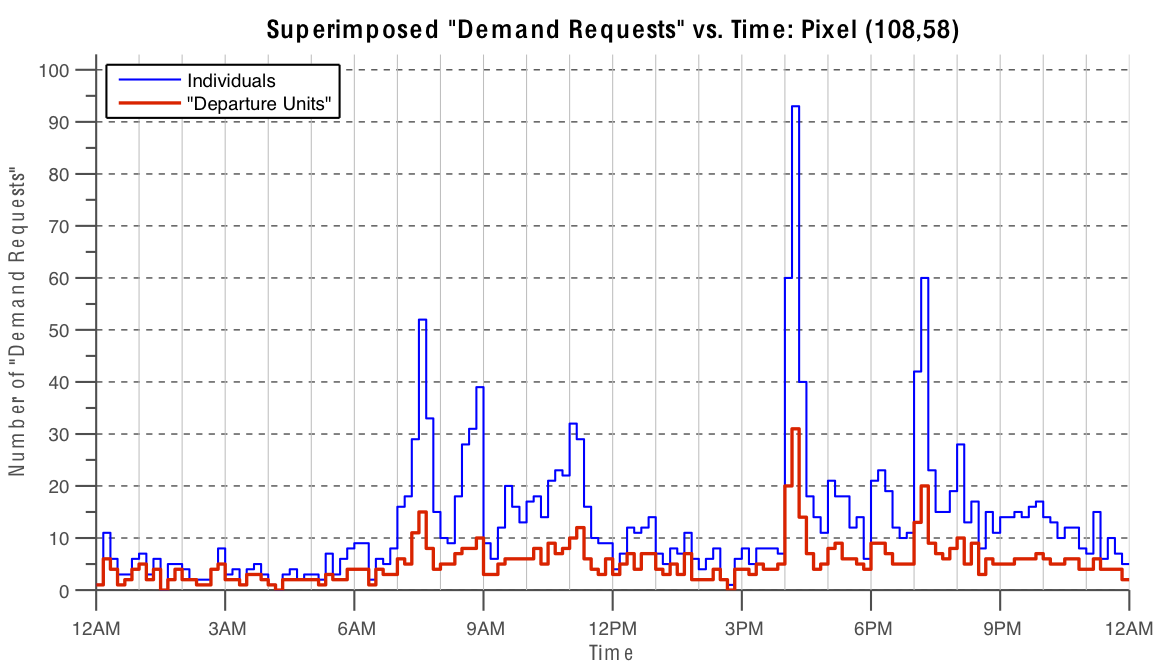 Superimposed "Demand Requests" vs. Time: Pixel (108,58)
Individuals
"Departure Units"
Number of "Demand Requests"
100
90
80
70
60
50
40
30
20
10
0
12AM 3AM 6AM 9AM 12PM 3PM 6PM 9PM 12AM
Time